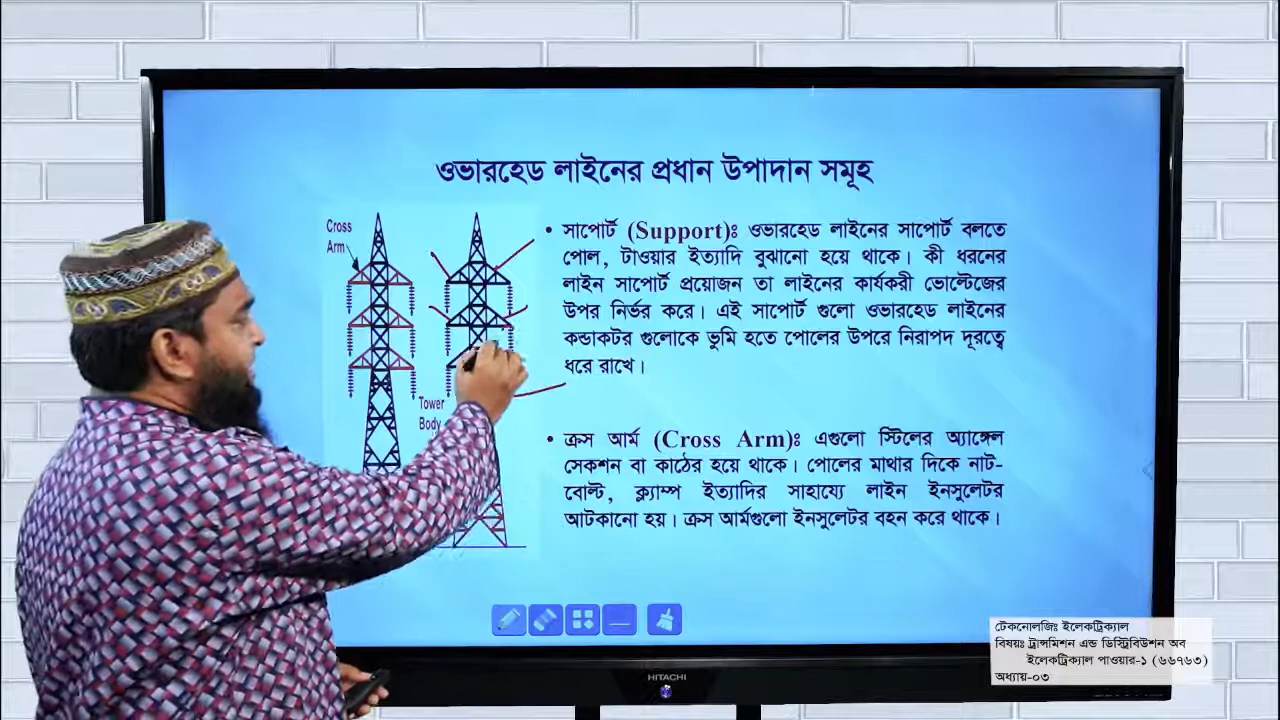 ওভারহেড লাইনের প্রধান উপাদান সমূহ
Cross
Arm
Tower
Body
• সাপোর্ট (Support)ঃ ওভারহেড লাইনের সাপোর্ট বলতে
পোল, টাওয়ার ইত্যাদি বুঝানো হয়ে থাকে। কী ধরনের
লাইন সাপোর্ট প্রয়োজন তা লাইনের কার্যকরী ভোল্টেজের
উপর নির্ভর করে। এই সাপোর্ট গুলো ওভারহেড লাইনের
কন্ডাকটর গুলোকে ভুমি হতে পোলের উপরে নিরাপদ দূরত্বে
ধরে রাখে।
• ক্রস আর্ম (Cross Arm)ঃ এগুলো স্টিলের অ্যাঙ্গেল
সেকশন বা কাঠের হয়ে থাকে। পোলের মাথার দিকে নাট-
বোল্ট, ক্ল্যাম্প ইত্যাদির সাহায্যে লাইন ইনসুলেটর
আটকানো হয়। ক্রস আর্মগুলো ইনসুলেটর বহন করে থাকে।
HITACHI
টেকনোলজিঃ ইলেকট্রিক্যাল
বিষয়ঃ ট্রান্সমিশন এন্ড ডিস্ট্রিবিউশন অব
ইলেকট্রিক্যাল পাওয়ার-১ (৬৬৭৬৩)
অধ্যায়-০৩